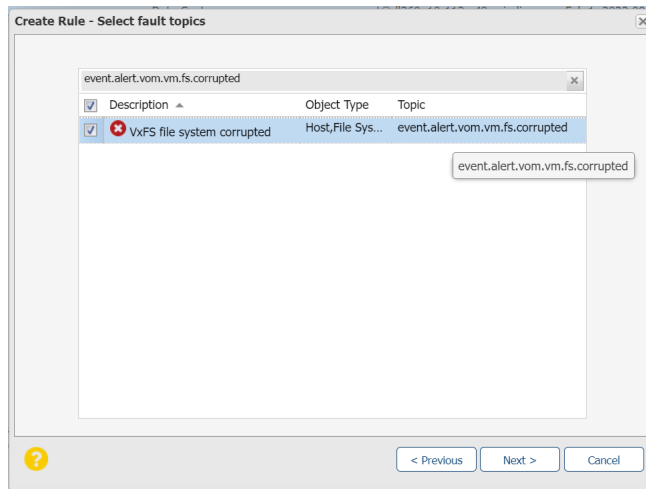 Create Rule - Select fault topics
event.alert.vom.vm.fs.corrupted
Description Object Type Topic
VxFS file system corrupted Host,File Sys... event.alert.vom.vm.fs.corrupted
event.alert.vom.vm.fs.corrupted
?
< Previous Next > Cancel